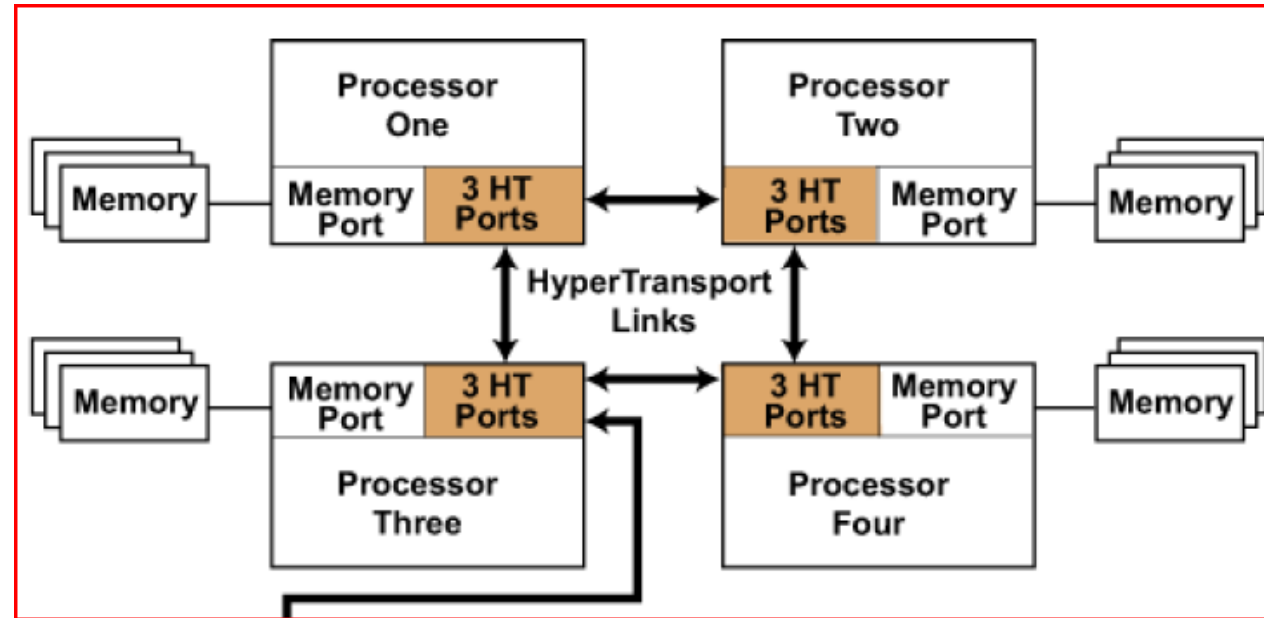 Processor
One
Processor
Two
Memory
Memory
Port
3 HT
Ports
3 HT
Ports
Memory
Port
Memory
HyperTransport
Links
Memory
Memory
Port
3 HT
Ports
3 HT
Ports
Memory
Port
Memory
Processor
Three
Processor
Four